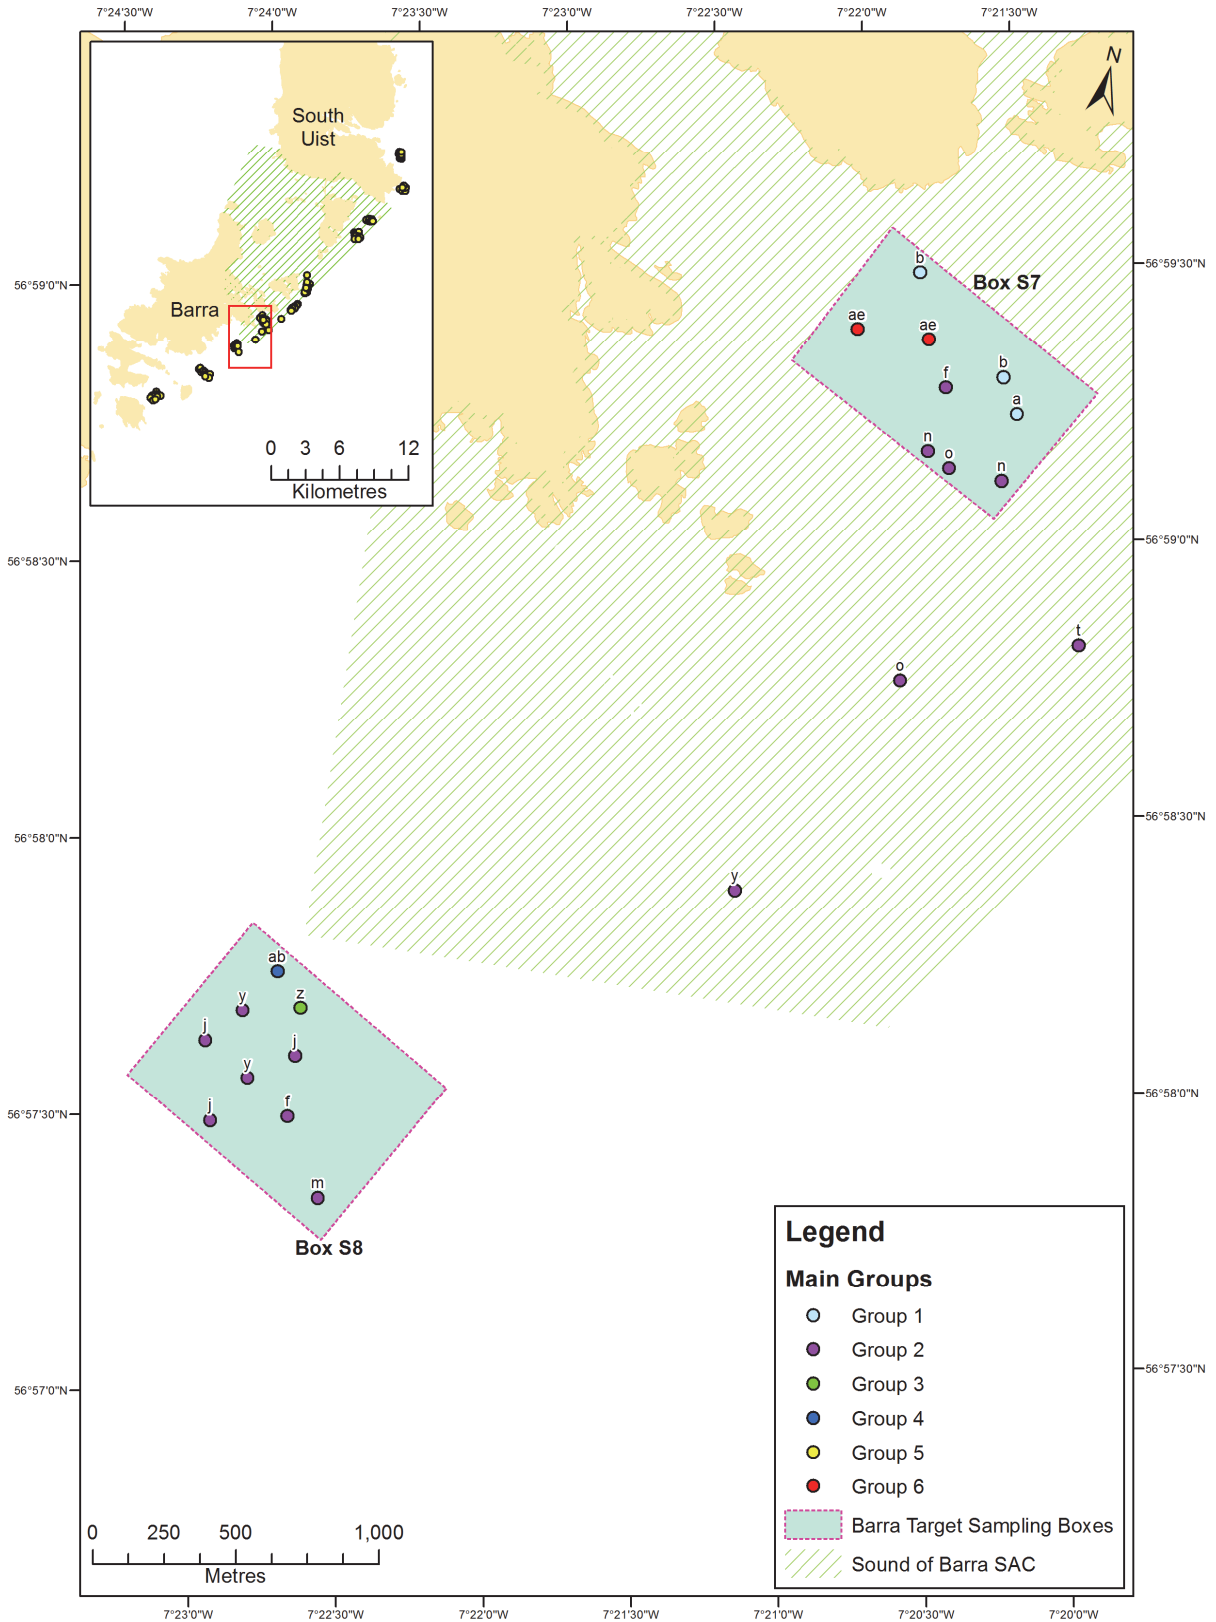 7°24'30"W
7°24'0"W
7°23'30"W
7°23'0"W
7°22'30"W
7°22'0"W
7°21'30"W
N
South
Uist
Barra
0
3
6
12
Kilometres
56°59'0"N
56°58'30"N
56°58'0"N
56°57'30"N
56°57'0"N
56°59'30"N
56°59'0"N
56°58'30"N
56°58'0"N
56°57'30"N
b
Box S7
ae
ae
b
f
a
n
o
n
t
o
y
ab
z
y
j
j
y
j
f
m
Box S8
Legend
Main Groups
Group 1
Group 2
Group 3
Group 4
Group 5
Group 6
Barra Target Sampling Boxes
Sound of Barra SAC
0
250
500
1,000
Metres
7°23'0"W
7°22'30"W
7°22'0"W
7°21'30"W
7°21'0"W
7°20'30"W
7°20'0"W